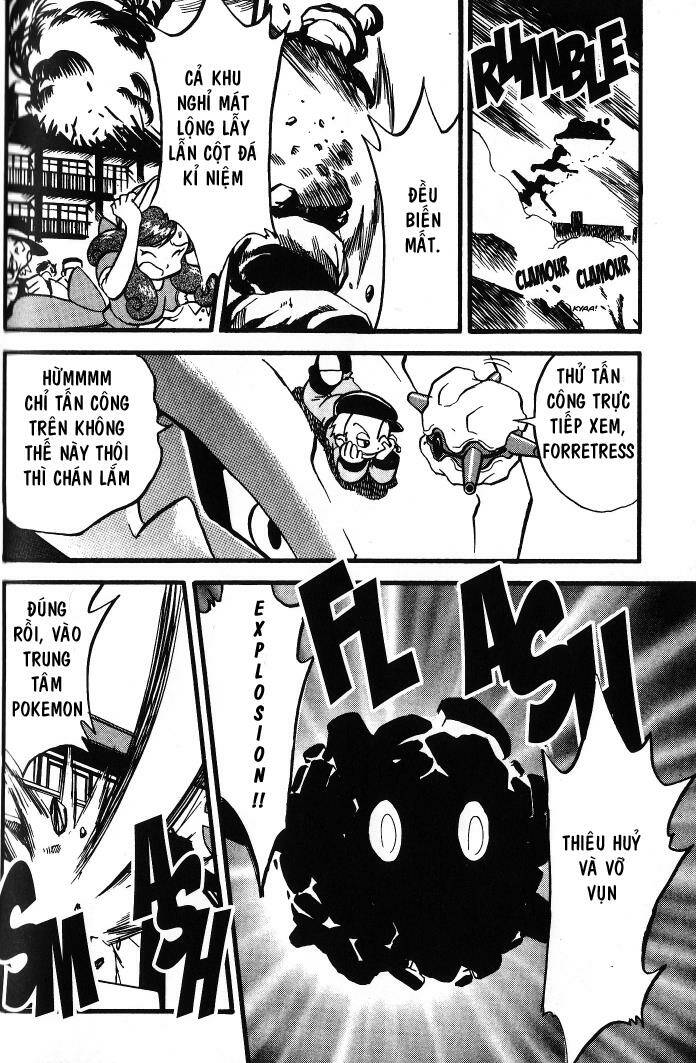 CẢ KHU
NGHỈ MÁT
LỘNG LẪY
LẪN CỘT ĐÁ
KỈ NIỆM
ĐỀU
BIẾN
MẤT.
RUMBLE
CLAMOUR
CLAMOUR
KYAA!
HỪMMMM
CHỈ TẤN CÔNG
TRÊN KHÔNG
THẾ NÀY THÔI
THÌ CHÁN LẮM
THỬ TẤN
CÔNG TRỰC
TIẾP XEM,
FORRETRESS
ĐÚNG
RỒI, VÀO
TRUNG
TÂM
POKEMON
SMASH
EXPLOSION!!
FLASH
THIÊU HUỶ
VÀ VỠ
VỤN